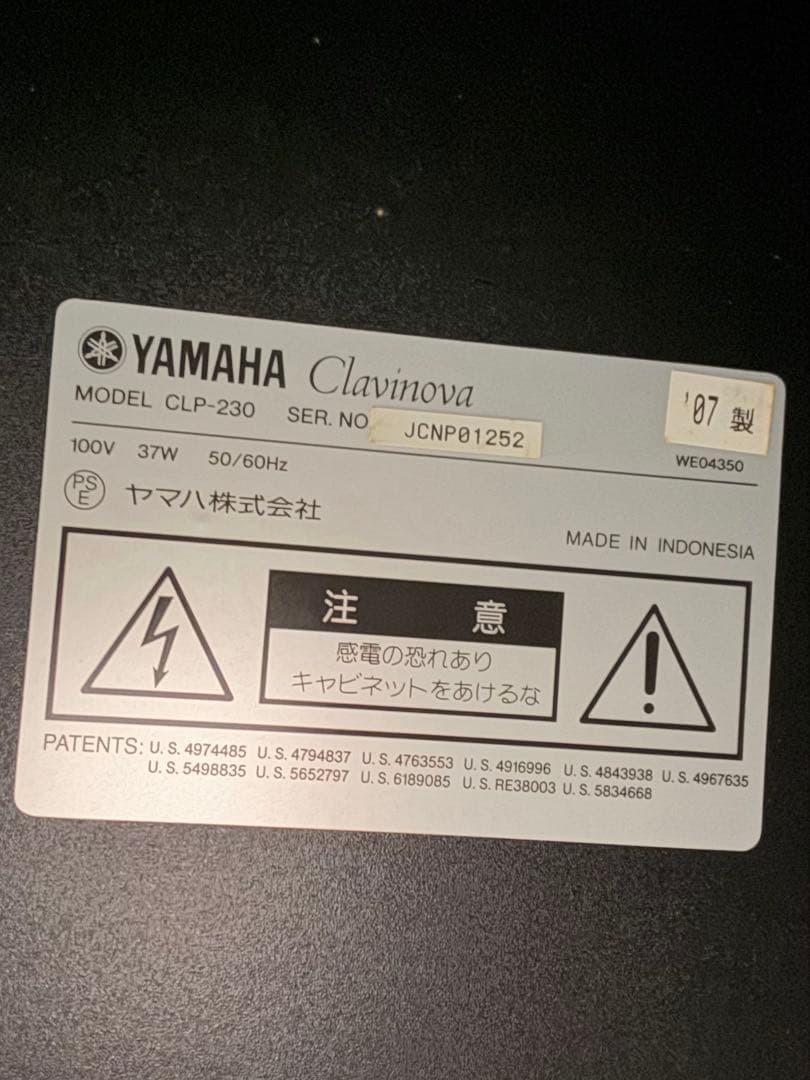 YAMAHA Clavinova
MODEL CLP-230 SER. NO JCNP01252
'07 製
100V 37W 50/60Hz
WE04350
PS E ヤマハ株式会社
MADE IN INDONESIA
注 意
感電の恐れあり
キャビネットをあけるな
PATENTS: U. S. 4974485 U. S. 4794837 U. S. 4763553 U. S. 4916996 U. S. 4843938 U. S. 4967635
U. S. 5498835 U. S. 5652797 U. S. 6189085 U. S. RE38003 U. S. 5834668